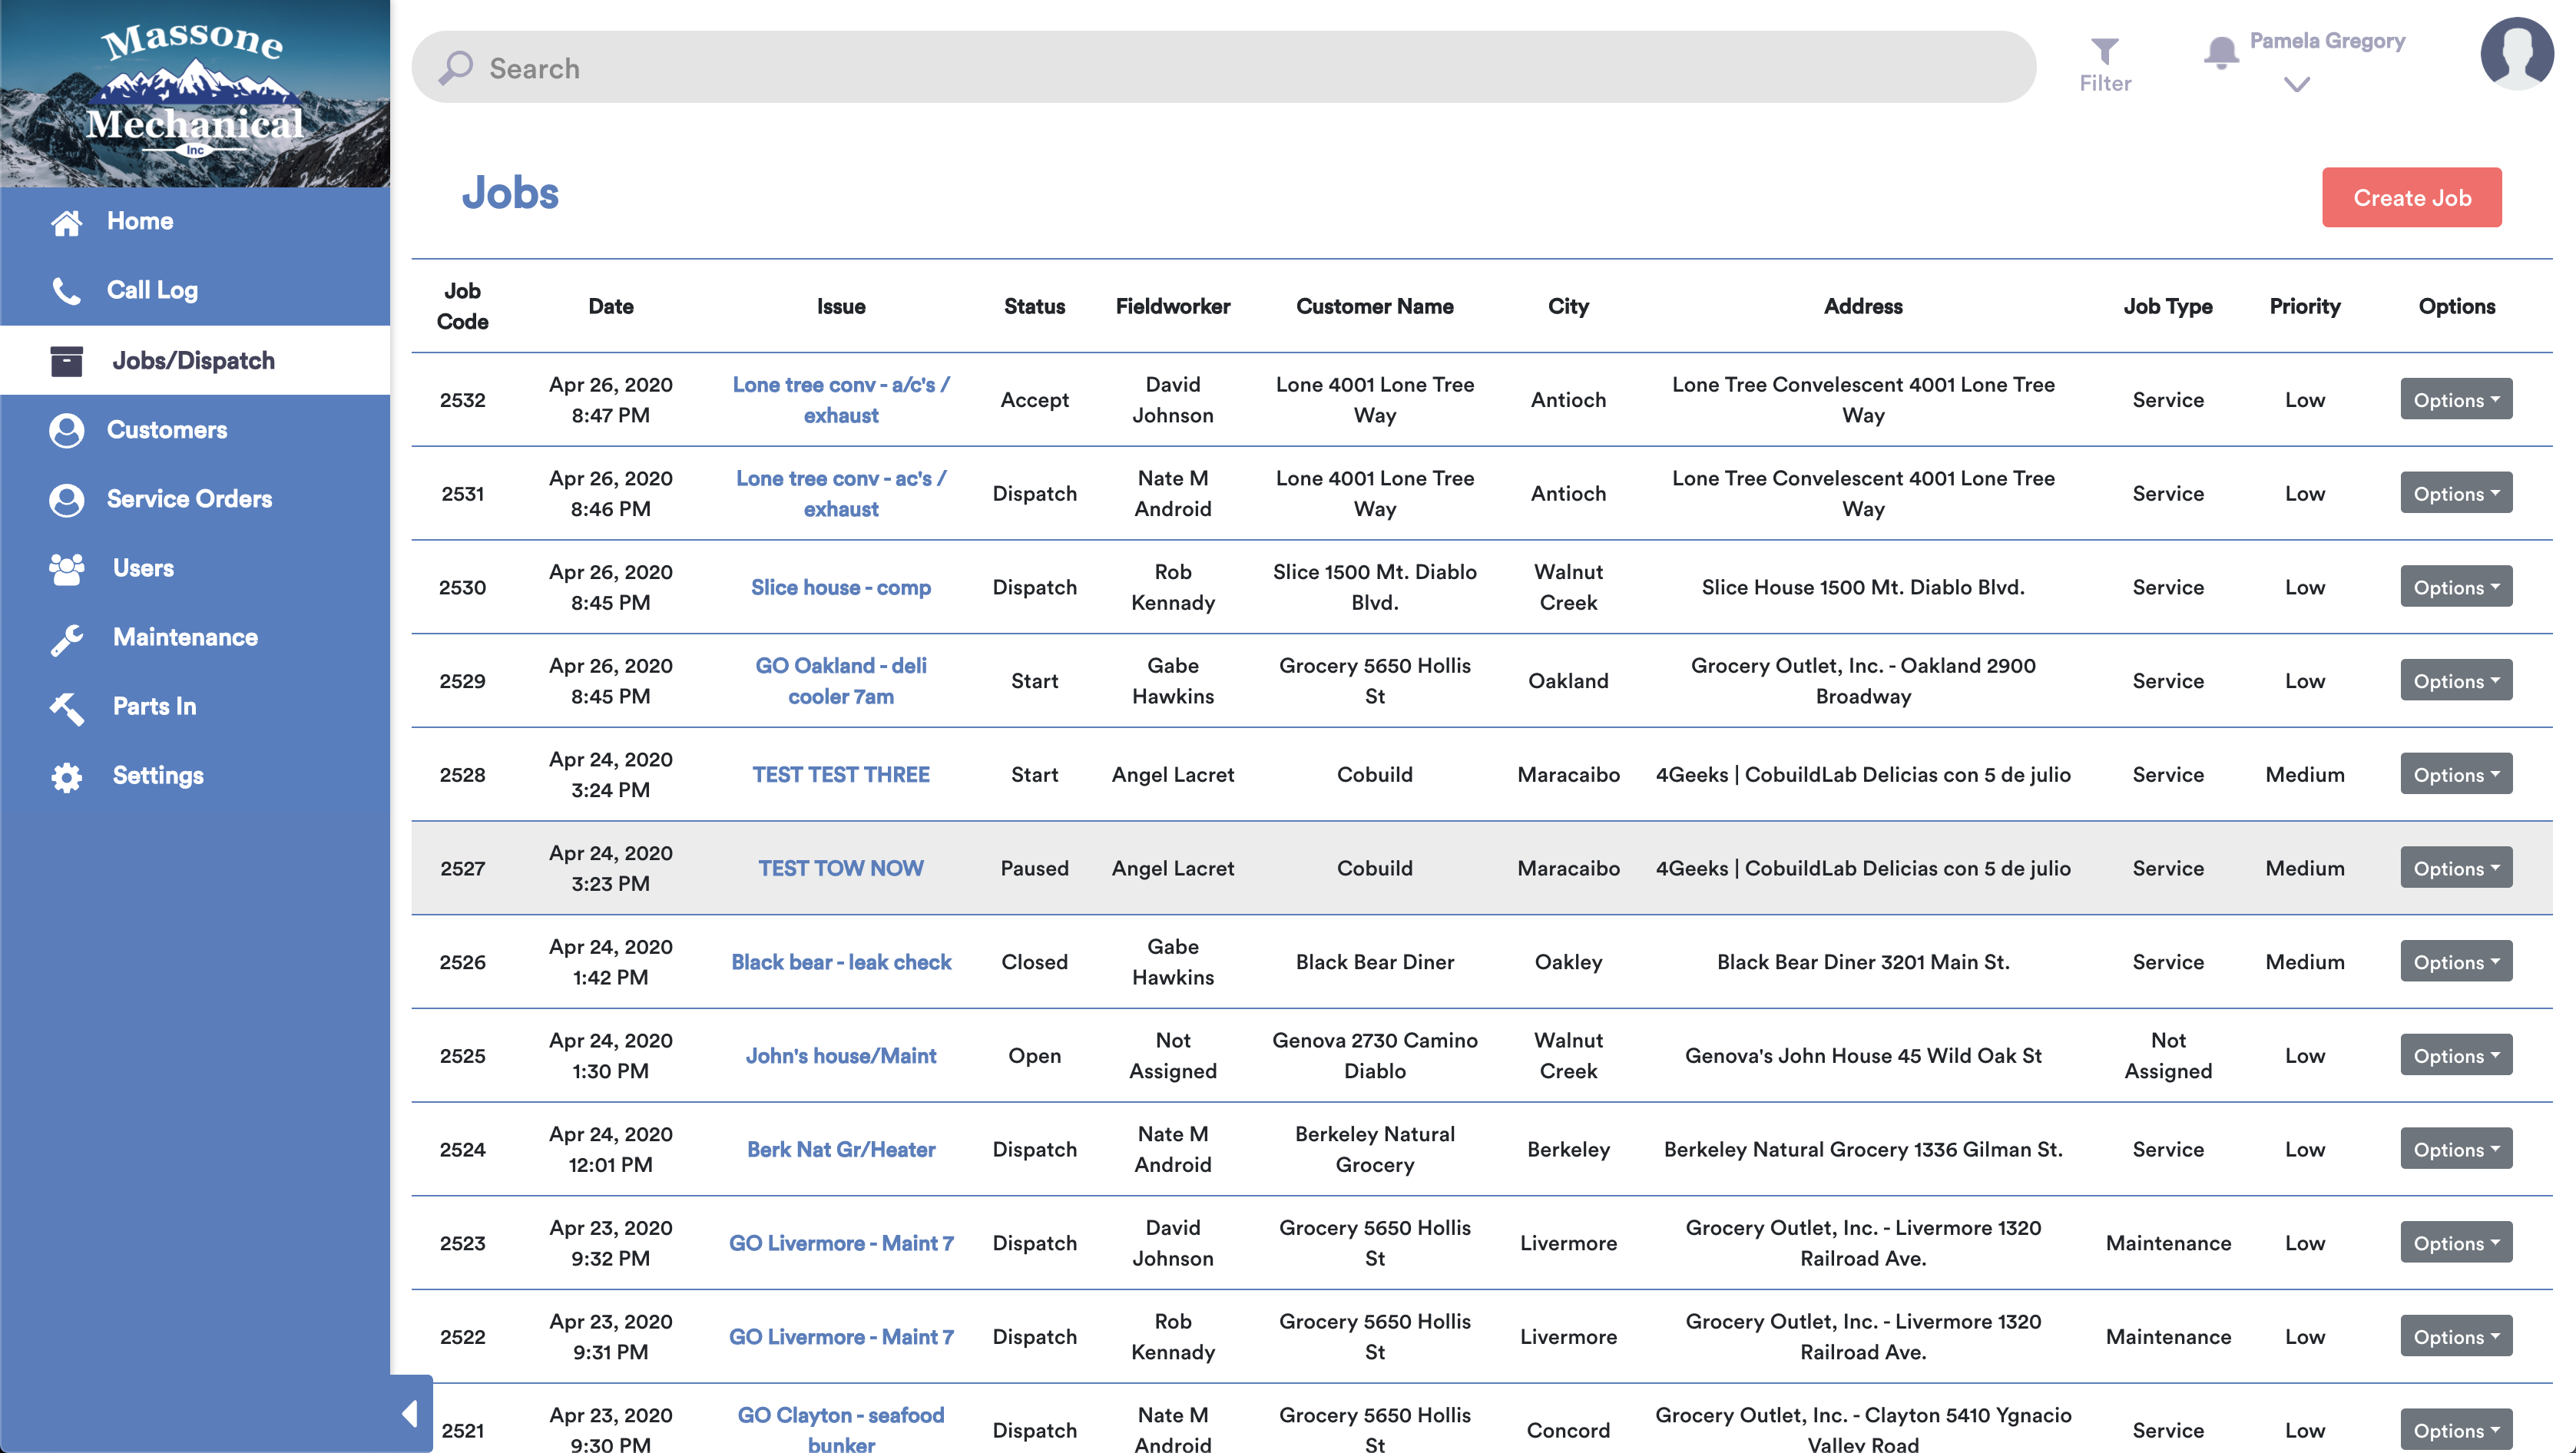 Massone
Mechanical
Inc
Search
Filter
Pamela Gregory
Home
Call Log
Jobs/Dispatch
Customers
Service Orders
Users
Maintenance
Parts In
Settings
Jobs
Create Job
Job Code Date Issue Status Fieldworker Customer Name City Address Job Type Priority Options
2532 Apr 26, 2020 8:47 PM Lone tree conv - a/c's / exhaust Accept David Johnson Lone 4001 Lone Tree Way Antioch Lone Tree Convelescent 4001 Lone Tree Way Service Low Options
2531 Apr 26, 2020 8:46 PM Lone tree conv - ac's / exhaust Dispatch Nate M Android Lone 4001 Lone Tree Way Antioch Lone Tree Convelescent 4001 Lone Tree Way Service Low Options
2530 Apr 26, 2020 8:45 PM Slice house - comp Dispatch Rob Kennady Slice 1500 Mt. Diablo Blvd. Walnut Creek Slice House 1500 Mt. Diablo Blvd. Service Low Options
2529 Apr 26, 2020 8:45 PM GO Oakland - deli cooler 7am Start Gabe Hawkins Grocery 5650 Hollis St Oakland Grocery Outlet, Inc. - Oakland 2900 Broadway Service Low Options
2528 Apr 24, 2020 3:24 PM TEST TEST THREE Start Angel Lacret Cobuild Maracaibo 4Geeks | CobuildLab Delicias con 5 de julio Service Medium Options
2527 Apr 24, 2020 3:23 PM TEST TOW NOW Paused Angel Lacret Cobuild Maracaibo 4Geeks | CobuildLab Delicias con 5 de julio Service Medium Options
2526 Apr 24, 2020 1:42 PM Black bear - leak check Closed Gabe Hawkins Black Bear Diner Oakley Black Bear Diner 3201 Main St. Service Medium Options
2525 Apr 24, 2020 1:30 PM John's house/Maint Open Not Assigned Genova 2730 Camino Diablo Walnut Creek Genova's John House 45 Wild Oak St Not Assigned Low Options
2524 Apr 24, 2020 12:01 PM Berk Nat Gr/Heater Dispatch Nate M Android Berkeley Natural Grocery Berkeley Berkeley Natural Grocery 1336 Gilman St. Service Low Options
2523 Apr 23, 2020 9:32 PM GO Livermore - Maint 7 Dispatch David Johnson Grocery 5650 Hollis St Livermore Grocery Outlet, Inc. - Livermore 1320 Railroad Ave. Maintenance Low Options
2522 Apr 23, 2020 9:31 PM GO Livermore - Maint 7 Dispatch Rob Kennady Grocery 5650 Hollis St Livermore Grocery Outlet, Inc. - Livermore 1320 Railroad Ave. Maintenance Low Options
2521 Apr 23, 2020 9:30 PM GO Clayton - seafood bunker Dispatch Nate M Android Grocery 5650 Hollis St Concord Grocery Outlet, Inc. - Clayton 5410 Ygnacio Valley Road Service Low Options